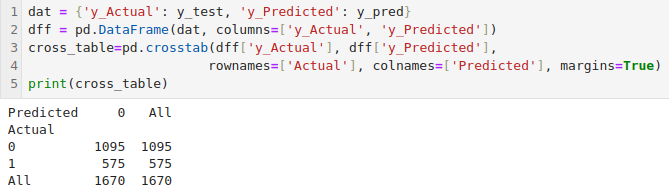 1 dat = {'y_Actual': y_test, 'y_Predicted': y_pred}
2 dff = pd.DataFrame(dat, columns=['y_Actual', 'y_Predicted'])
3 cross_table=pd.crosstab(dff['y_Actual'], dff['y_Predicted'],
4                        rownames=['Actual'], colnames=['Predicted'], margins=True)
5 print(cross_table)
Predicted     0   All
Actual
0          1095  1095
1           575   575
All        1670  1670